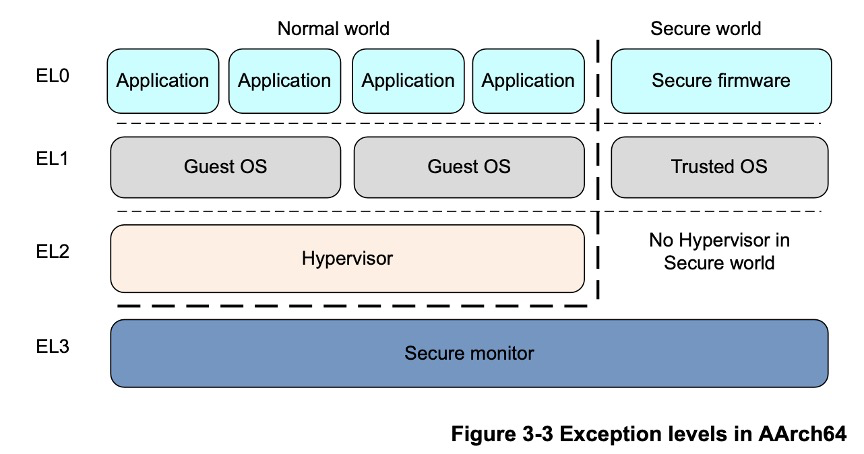 Normal world
Secure world
EL0
Application
Application
Application
Application
Secure firmware
EL1
Guest OS
Guest OS
Trusted OS
EL2
Hypervisor
No Hypervisor in
Secure world
EL3
Secure monitor
Figure 3-3 Exception levels in AArch64